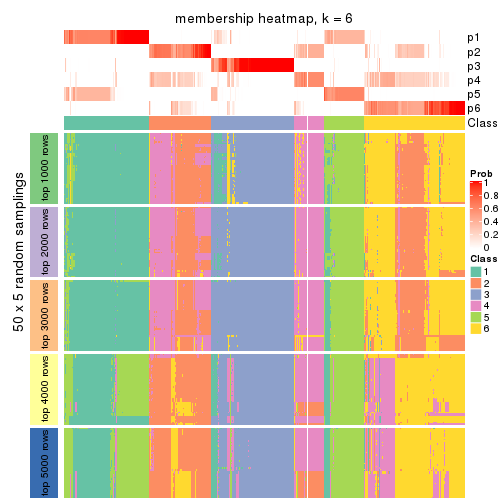 membership heatmap, k = 6
p1
p2
p3
p4
p5
p6
Class
50 x 5 random samplings
top 1000 rows
top 2000 rows
top 3000 rows
top 4000 rows
top 5000 rows
Prob
1
0.8
0.6
0.4
0.2
0
Class
1
2
3
4
5
6